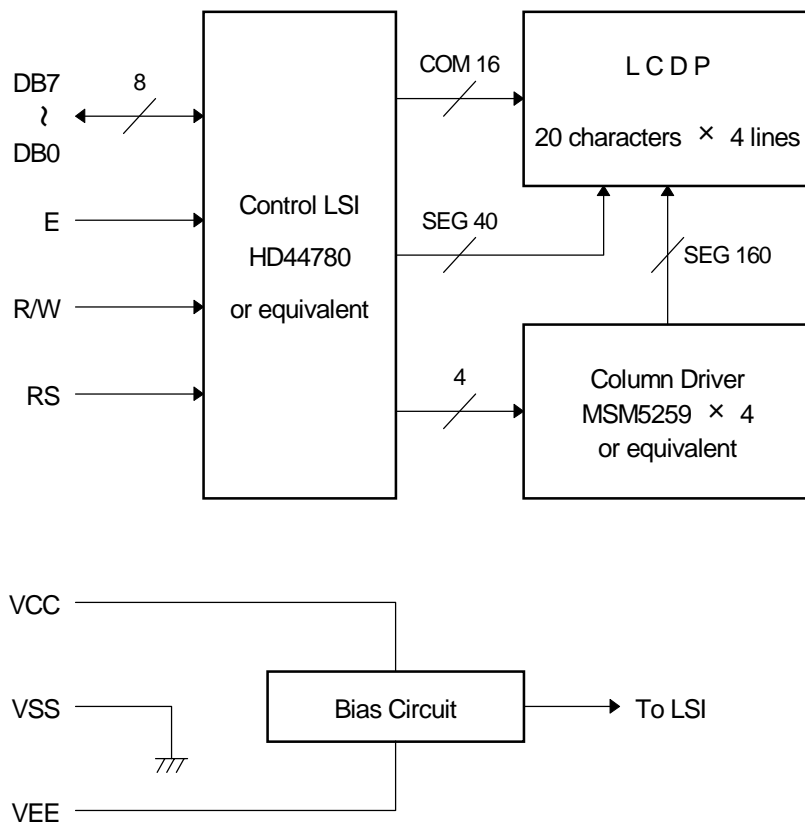 DB7
~
DB0
8
E
R/W
RS
Control LSI
HD44780
or equivalent
COM 16
SEG 40
4
L C D P
20 characters × 4 lines
SEG 160
Column Driver
MSM5259 × 4
or equivalent
VCC
VSS
VEE
Bias Circuit
To LSI